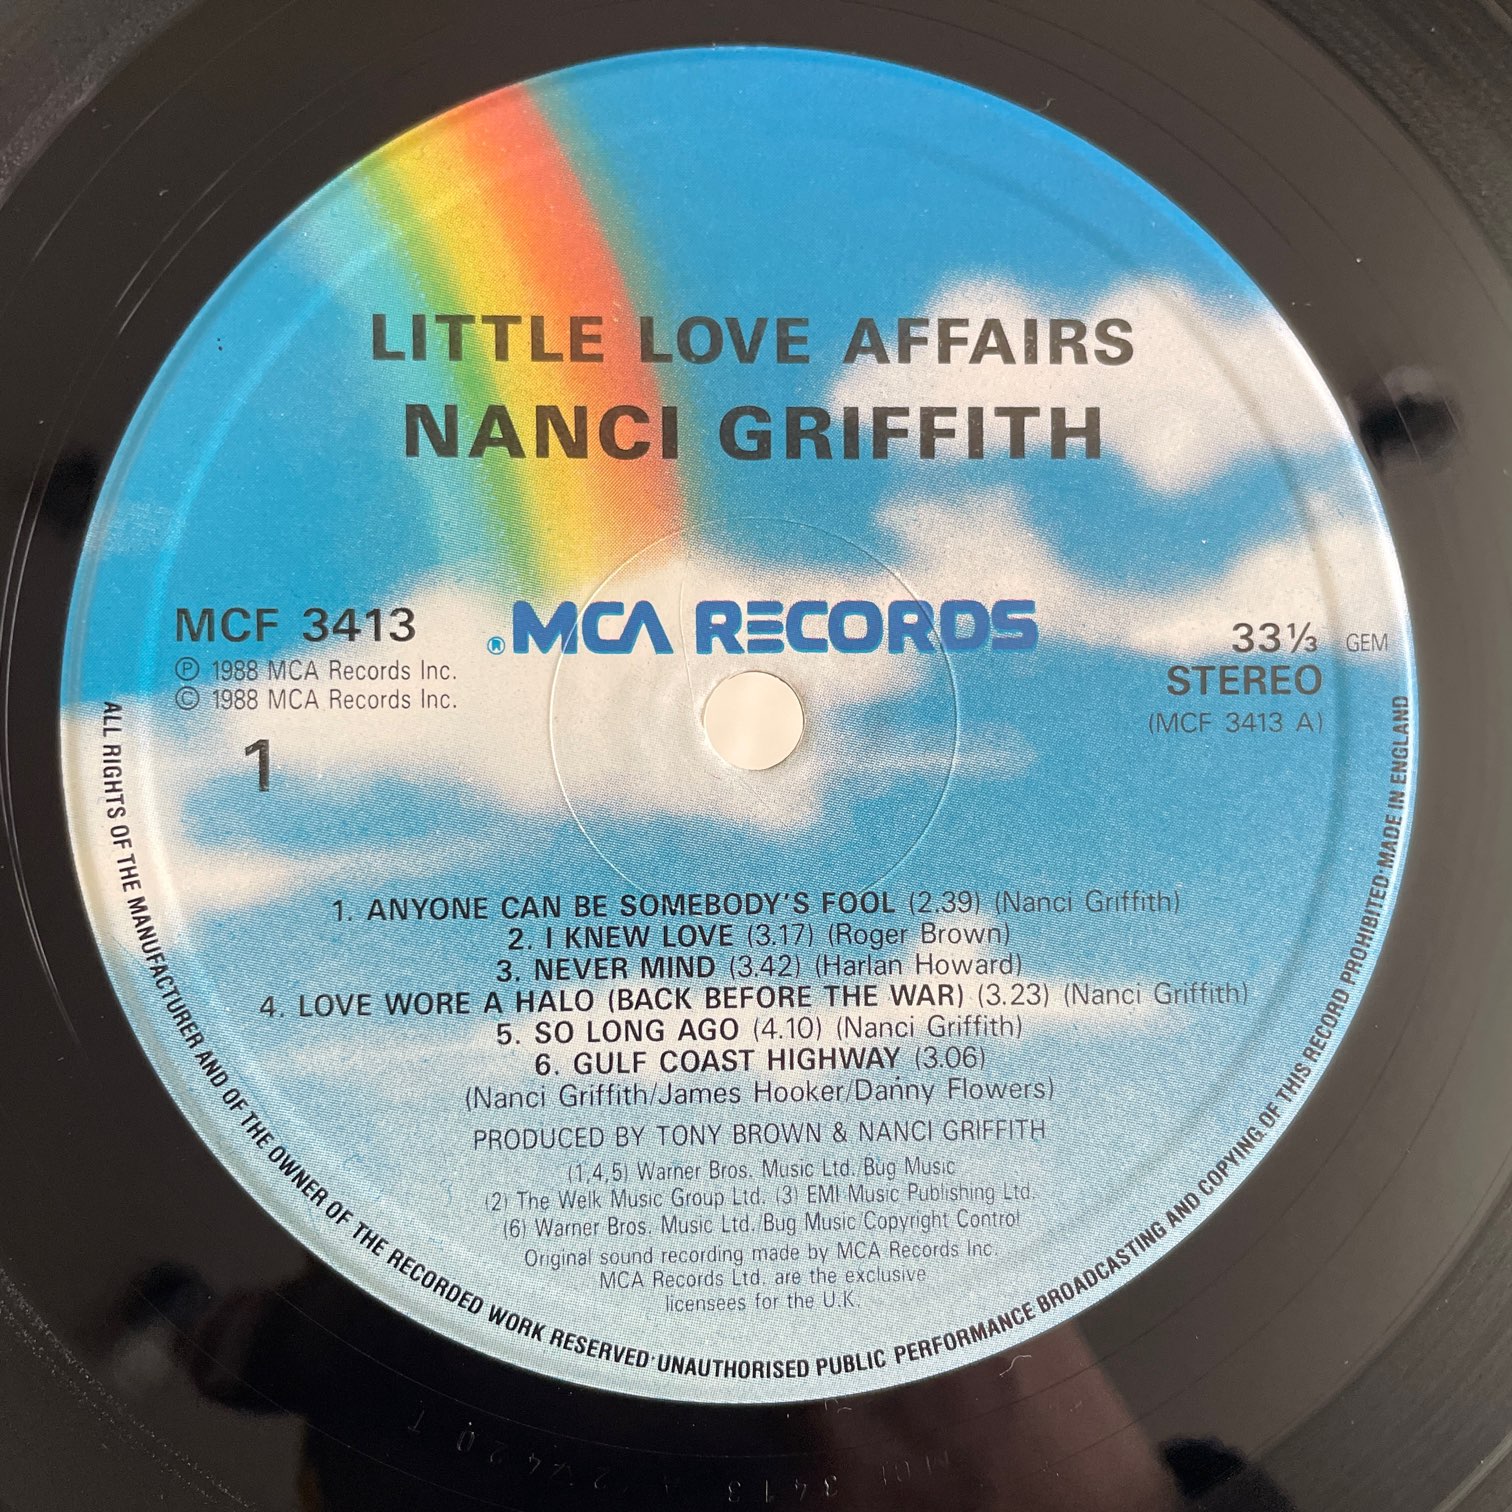 LITTLE LOVE AFFAIRS
NANCI GRIFFITH
MCF 3413
℗ 1988 MCA Records Inc.
© 1988 MCA Records Inc.
1
® MCA RECORDS
33⅓ GEM
STEREO
(MCF 3413 A)
1. ANYONE CAN BE SOMEBODY'S FOOL (2.39) (Nanci Griffith)
2. I KNEW LOVE (3.17) (Roger Brown)
3. NEVER MIND (3.42) (Harlan Howard)
4. LOVE WORE A HALO (BACK BEFORE THE WAR) (3.23) (Nanci Griffith)
5. SO LONG AGO (4.10) (Nanci Griffith)
6. GULF COAST HIGHWAY (3.06)
(Nanci Griffith/James Hooker/Danny Flowers)
PRODUCED BY TONY BROWN & NANCI GRIFFITH
(1,4,5) Warner Bros. Music Ltd./Bug Music
(2) The Welk Music Group Ltd. (3) EMI Music Publishing Ltd.
(6) Warner Bros. Music Ltd./Bug Music/Copyright Control
Original sound recording made by MCA Records Inc.
MCA Records Ltd. are the exclusive
licensees for the U.K.
ALL RIGHTS OF THE MANUFACTURER AND OF THE OWNER OF THE RECORDED WORK RESERVED·UNAUTHORISED PUBLIC PERFORMANCE BROADCASTING AND COPYING OF THIS RECORD PROHIBITED·MADE IN ENGLAND